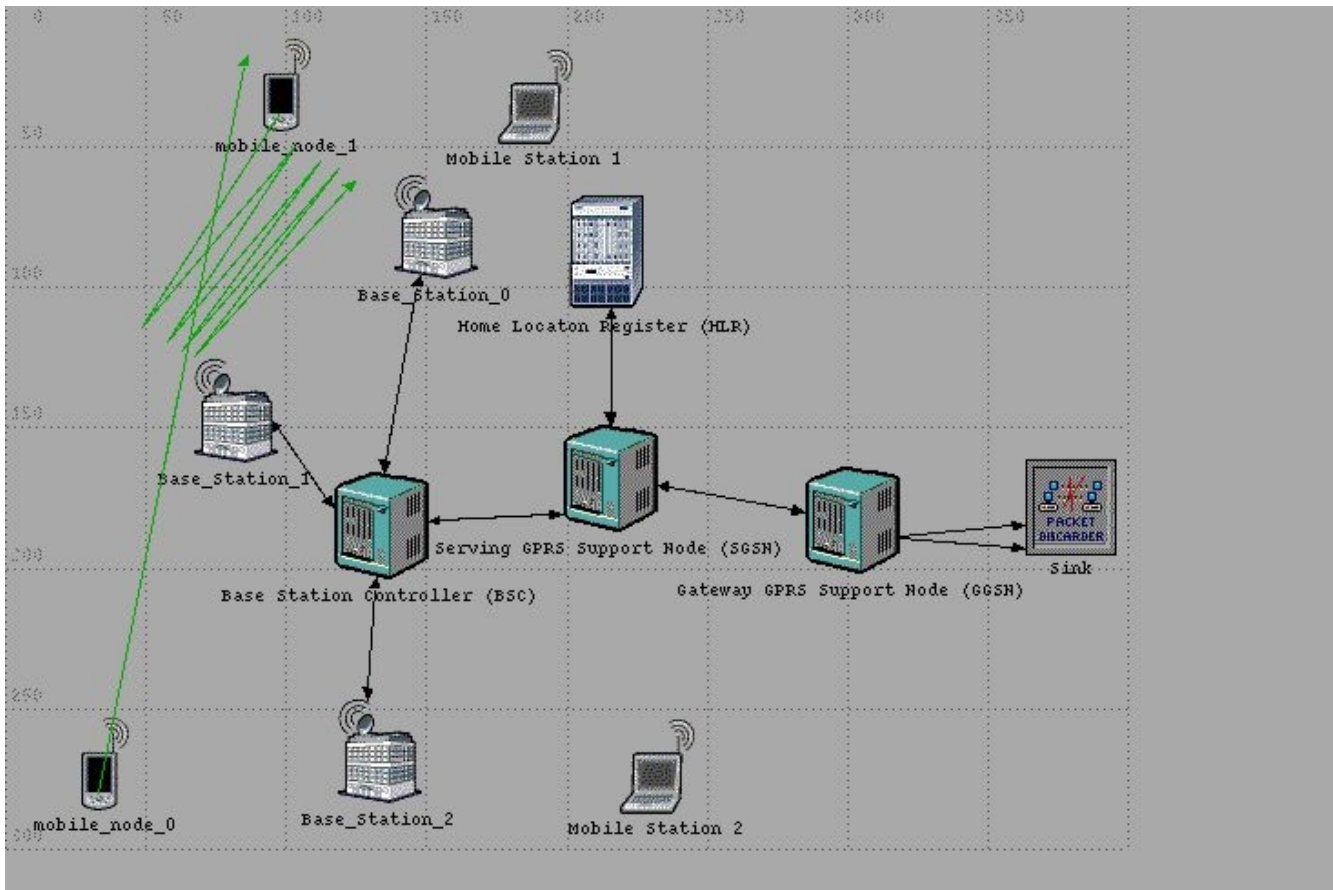 0 50 100 150 200 250 300 350
mobile_node_1
50
Mobile Station 1
100
Base_Station_0
Home Locaton Register (HLR)
150
Base_Station_1
PACKET
DISCARDER
Serving GPRS Support Node (SGSN)
200
Sink
Base Station Controller (BSC)
Gateway GPRS Support Node (GGSN)
250
Base_Station_2
mobile_node_0
Mobile Station 2
300